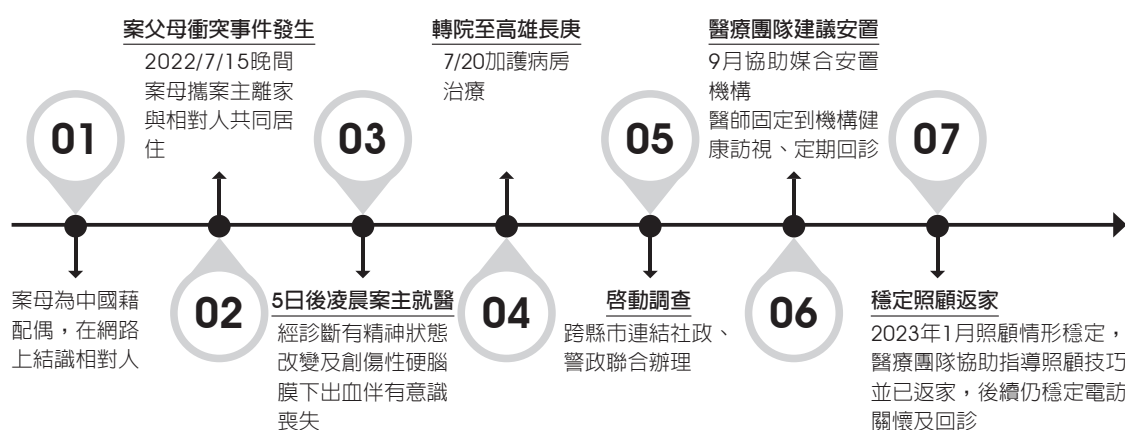 01
案母為中國藉
配偶，在網路
上結識相對人
案父母衝突事件發生
2022/7/15晚間
案母攜案主離家
與相對人共同居
住
02
03
5日後凌晨案主就醫
經診斷有精神狀態
改變及創傷性硬腦
膜下出血伴有意識
喪失
轉院至高雄長庚
7/20加護病房
治療
04
05
啓動調查
跨縣市連結社政、
警政聯合辦理
醫療團隊建議安置
9月協助媒合安置
機構
醫師固定到機構健
康訪視、定期回診
06
07
穩定照顧返家
2023年1月照顧情形穩定，
醫療團隊協助指導照顧技巧
並已返家，後續仍穩定電訪
關懷及回診